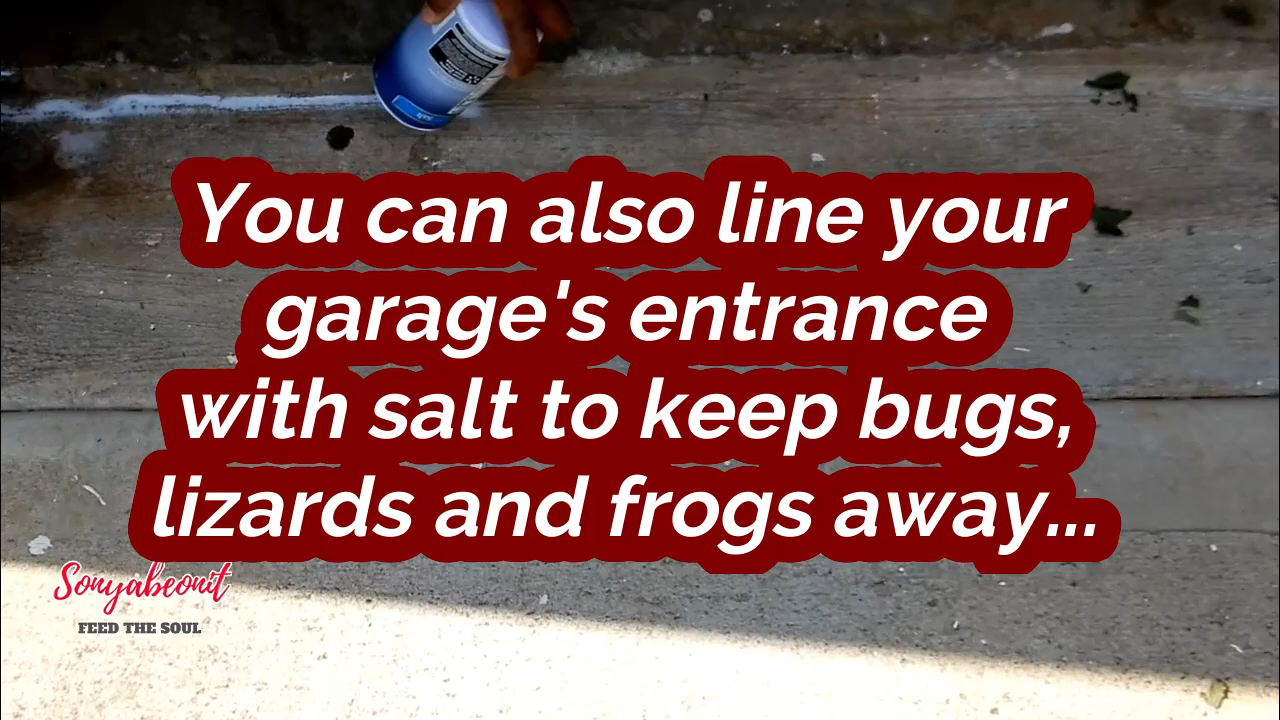 salt
You can also line your
garage's entrance
with salt to keep bugs,
lizards and frogs away...
Sonyabeonit
FEED THE SOUL